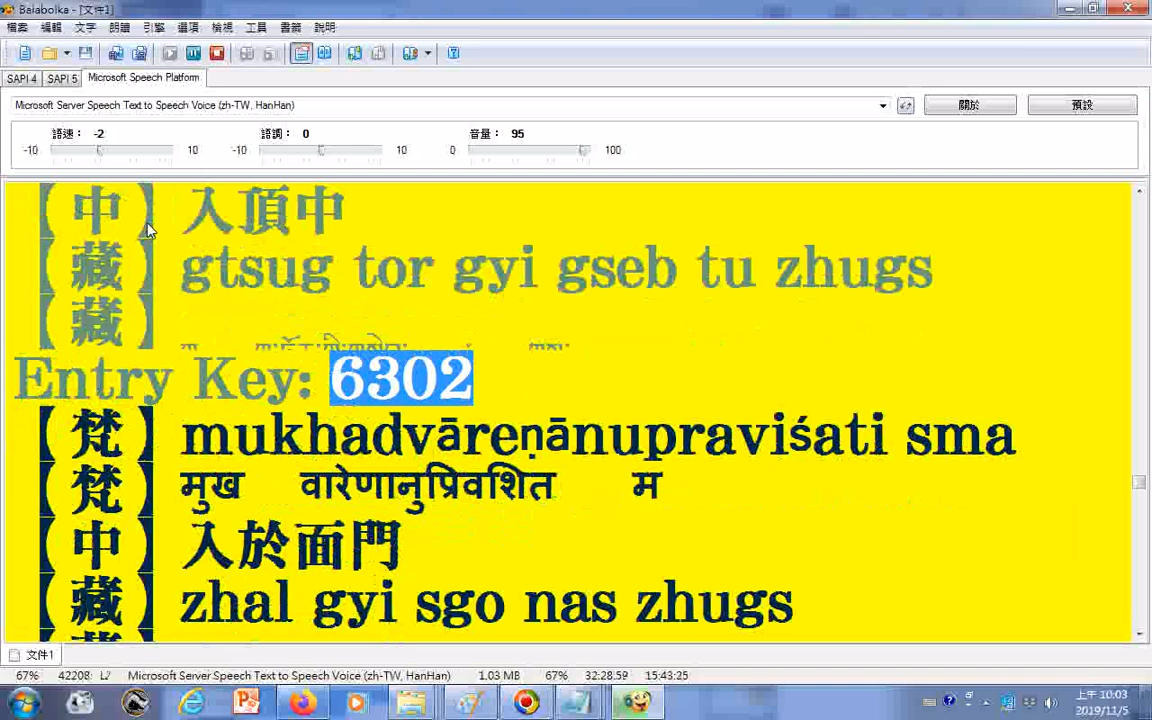 Balabolka - [文件1]
檔案 編輯 文字 朗讀 引擎 選項 檢視 工具 書籤 說明
SAPI 4 SAPI 5 Microsoft Speech Platform
Microsoft Server Speech Text to Speech Voice (zh-TW, HanHan) 關於 預設
語速： -2 語調： 0 音量： 95
-10 10 -10 10 0 100
【 中 】 入頂中
【 藏 】 gtsug tor gyi gseb tu zhugs
【 藏 】
Entry Key: 6302
【 梵 】 mukhadvāreṇānupraviśati sma
【 梵 】 मुख वारेणानुप्रिवशित म
【 中 】 入於面門
【 藏 】 zhal gyi sgo nas zhugs
文件1
67% 42208: Microsoft Server Speech Text to Speech Voice (zh-TW, HanHan) 1.03 MB 67% 32:28:59 15:43:25
上午 10:03
2019/11/5